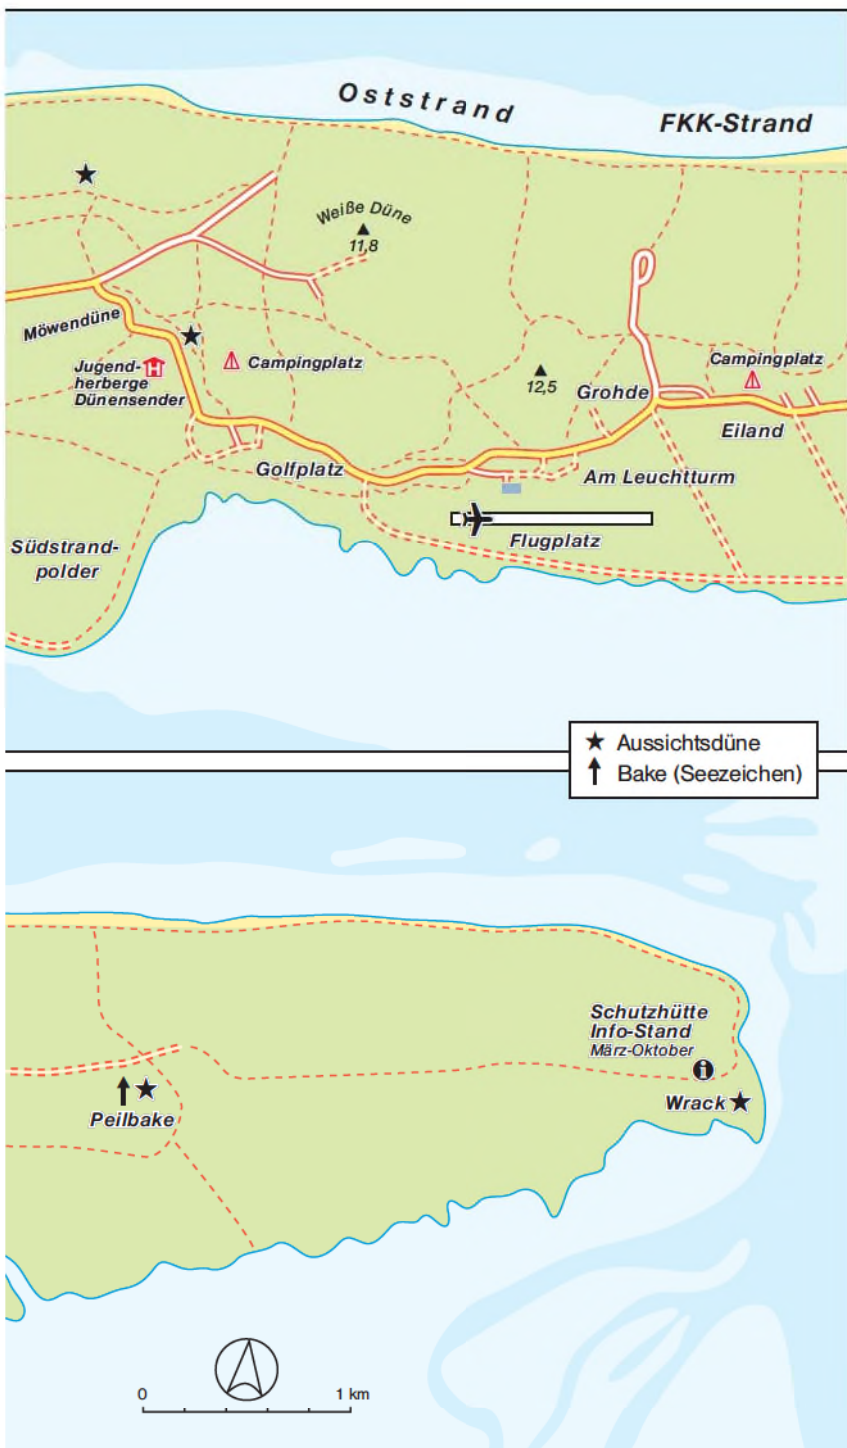 Oststrand
FKK-Strand
Weiße Düne
11,8
Möwendüne
Jugend-
herberge
Dünensender
Campingplatz
Campingplatz
12,5
Grohde
Eiland
Golfplatz
Am Leuchtturm
Flugplatz
Südstrand-
polder
Aussichtsdüne
Bake (Seezeichen)
Schutzhütte
Info-Stand
März-Oktober
Wrack
Peilbake
0 1 km